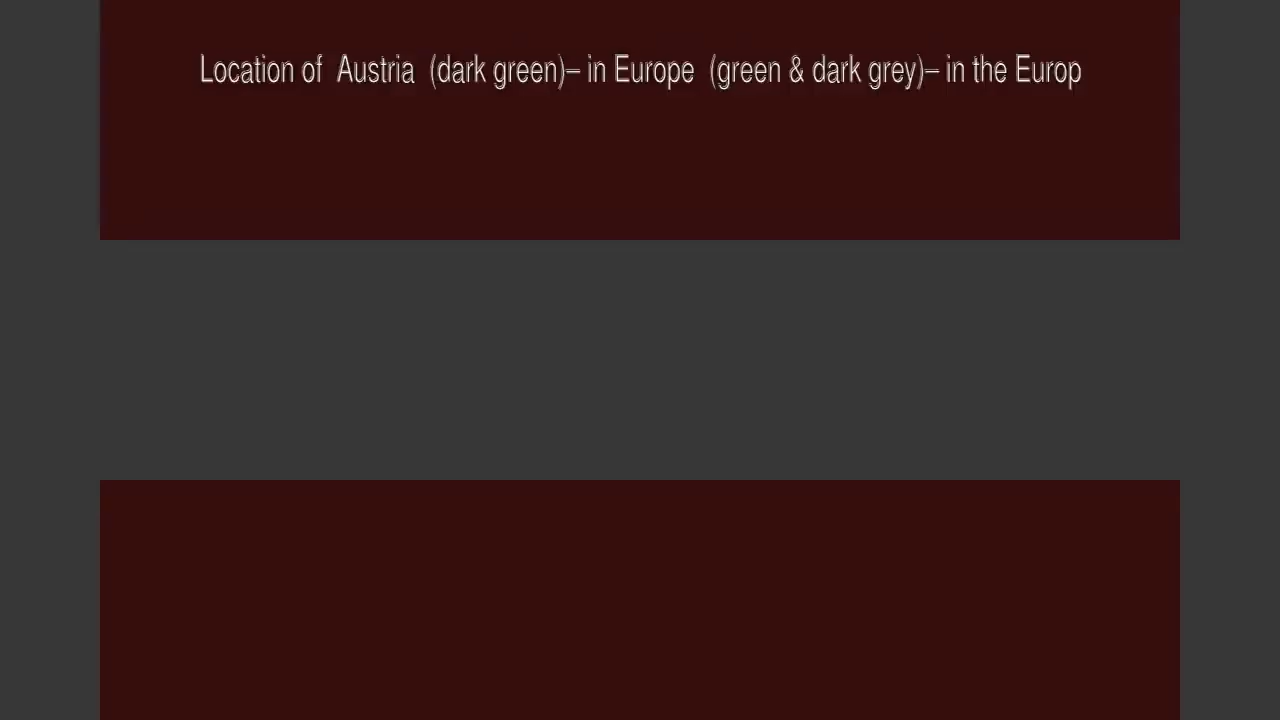 Location of  Austria  (dark green)– in Europe  (green & dark grey)– in the Europ